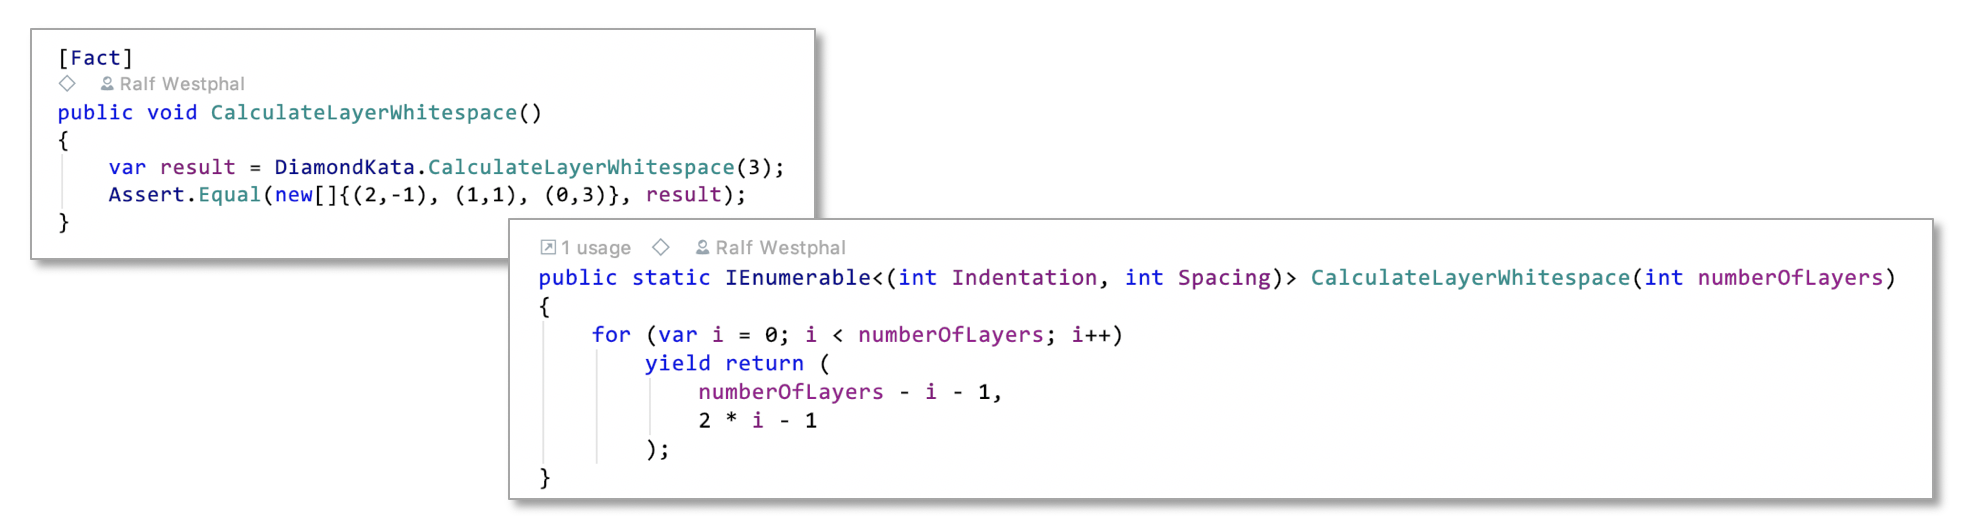 [Fact]
Ralf Westphal
public void CalculateLayerWhitespace()
{
    var result = DiamondKata.CalculateLayerWhitespace(3);
    Assert.Equal(new[]{(2,-1), (1,1), (0,3)}, result);
}
1 usage Ralf Westphal
public static IEnumerable<(int Indentation, int Spacing)> CalculateLayerWhitespace(int numberOfLayers)
{
    for (var i = 0; i < numberOfLayers; i++)
        yield return (
            numberOfLayers - i - 1,
            2 * i - 1
        );
}